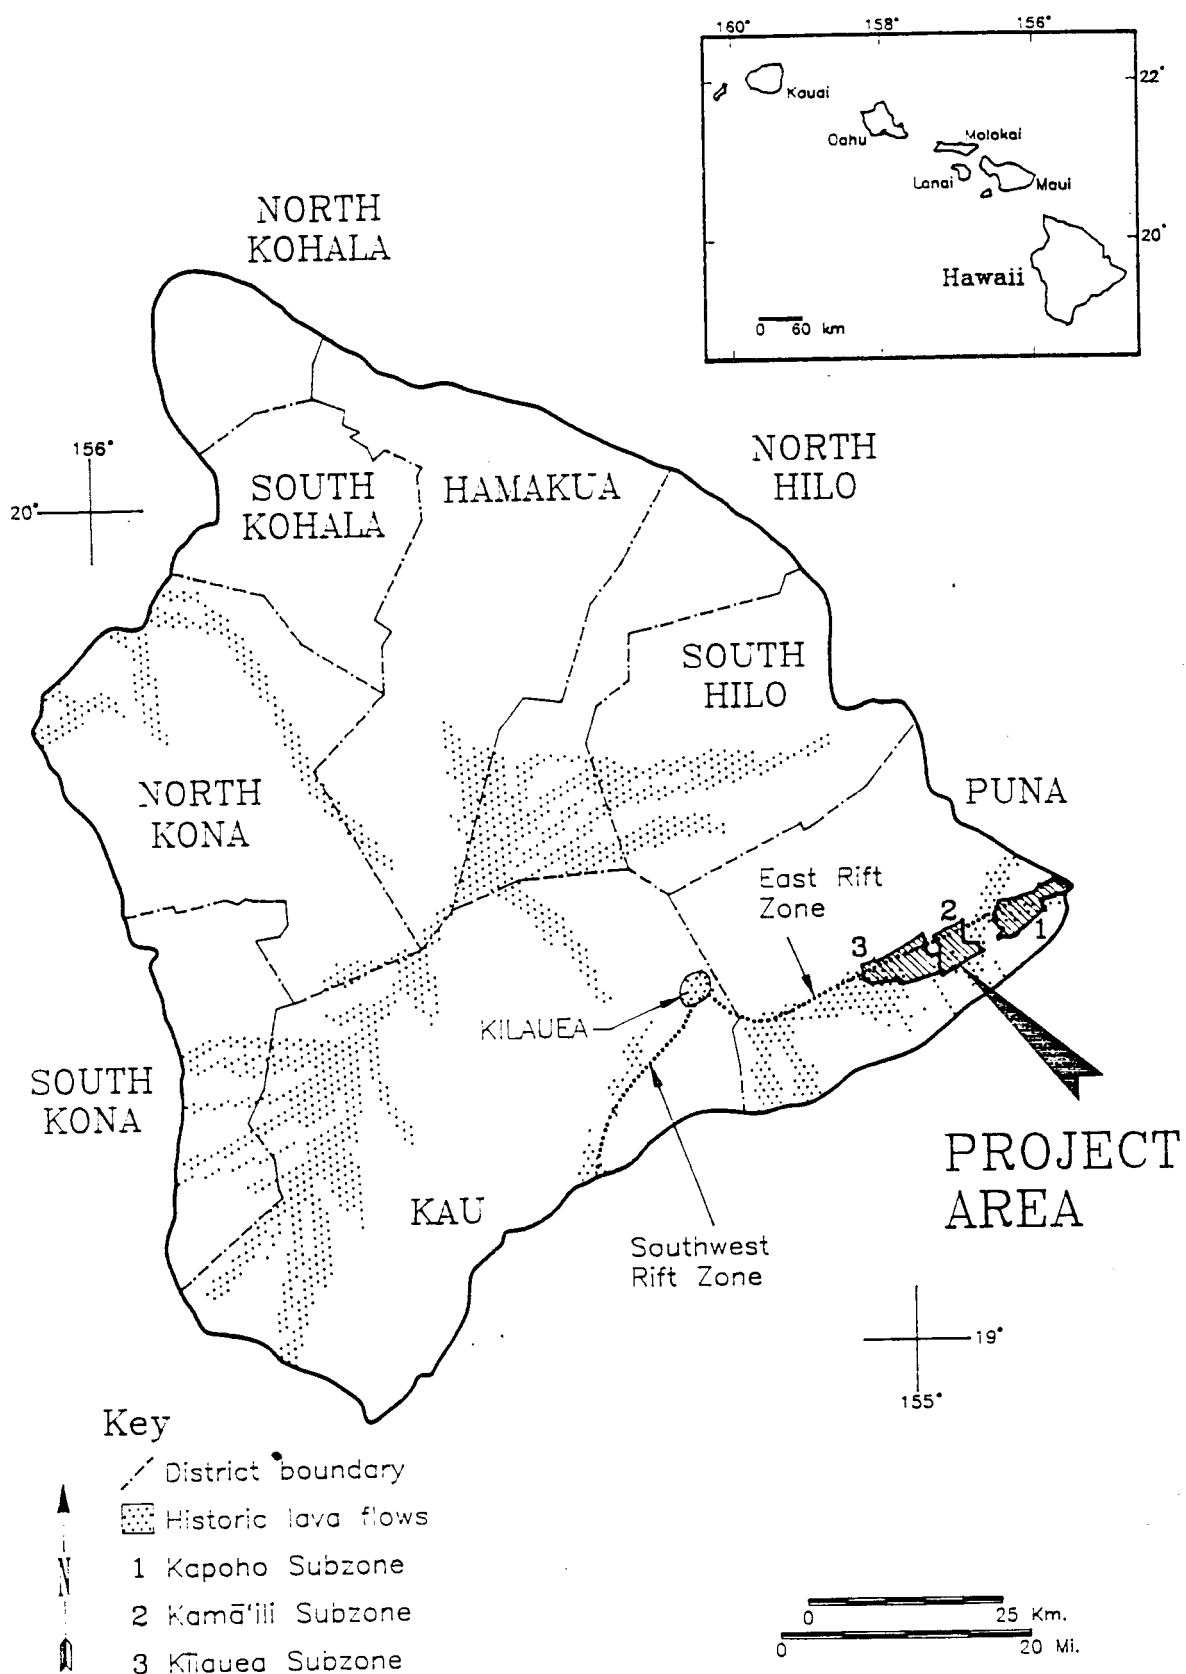 160° 158° 156°
22°
Kauai
Oahu
Molokai
Lanai
Maui
20°
Hawaii
0 60 km
NORTH
KOHALA
156°
20°
SOUTH
KOHALA
HAMAKUA
NORTH
HILO
SOUTH
HILO
NORTH
KONA
PUNA
East Rift
Zone
3
2
1
KILAUEA
SOUTH
KONA
KAU
Southwest
Rift Zone
PROJECT
AREA
19°
155°
Key
District boundary
Historic lava flows
1 Kapoho Subzone
2 Kamā'ili Subzone
3 Kīlauea Subzone
N
0 25 Km.
0 20 Mi.